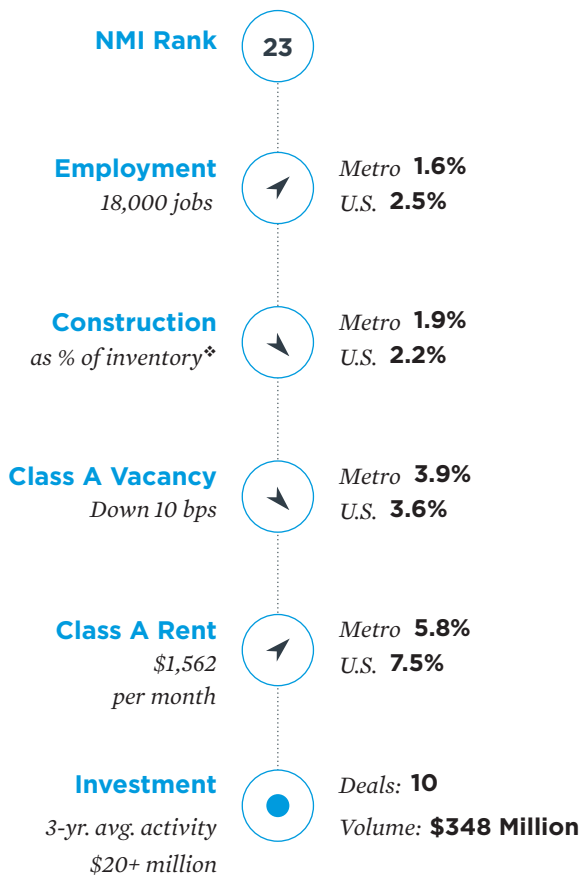 NMI Rank
23
Employment
18,000 jobs
Metro 1.6%
U.S. 2.5%
Construction
as % of inventory❖
Metro 1.9%
U.S. 2.2%
Class A Vacancy
Down 10 bps
Metro 3.9%
U.S. 3.6%
Class A Rent
$1,562
per month
Metro 5.8%
U.S. 7.5%
Investment
3-yr. avg. activity
$20+ million
Deals: 10
Volume: $348 Million